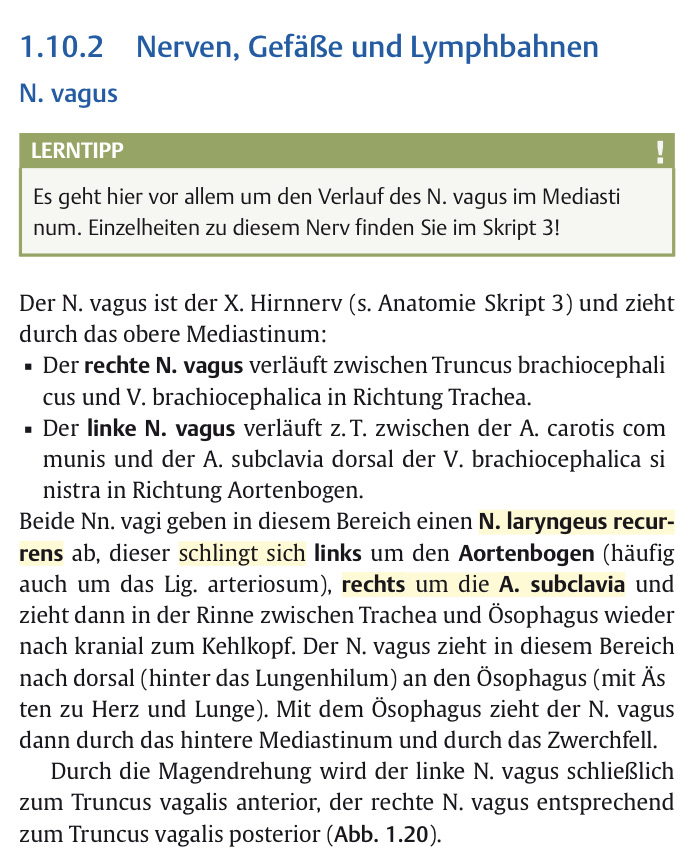 1.10.2 Nerven, Gefäße und Lymphbahnen
N. vagus
LERNTIPP !
Es geht hier vor allem um den Verlauf des N. vagus im Mediasti
num. Einzelheiten zu diesem Nerv finden Sie im Skript 3!
Der N. vagus ist der X. Hirnnerv (s. Anatomie Skript 3) und zieht
durch das obere Mediastinum:
▪ Der rechte N. vagus verläuft zwischen Truncus brachiocephali
cus und V. brachiocephalica in Richtung Trachea.
▪ Der linke N. vagus verläuft z. T. zwischen der A. carotis com
munis und der A. subclavia dorsal der V. brachiocephalica si
nistra in Richtung Aortenbogen.
Beide Nn. vagi geben in diesem Bereich einen N. laryngeus recur-
rens ab, dieser schlingt sich links um den Aortenbogen (häufig
auch um das Lig. arteriosum), rechts um die A. subclavia und
zieht dann in der Rinne zwischen Trachea und Ösophagus wieder
nach kranial zum Kehlkopf. Der N. vagus zieht in diesem Bereich
nach dorsal (hinter das Lungenhilum) an den Ösophagus (mit Äs
ten zu Herz und Lunge). Mit dem Ösophagus zieht der N. vagus
dann durch das hintere Mediastinum und durch das Zwerchfell.
Durch die Magendrehung wird der linke N. vagus schließlich
zum Truncus vagalis anterior, der rechte N. vagus entsprechend
zum Truncus vagalis posterior (Abb. 1.20).